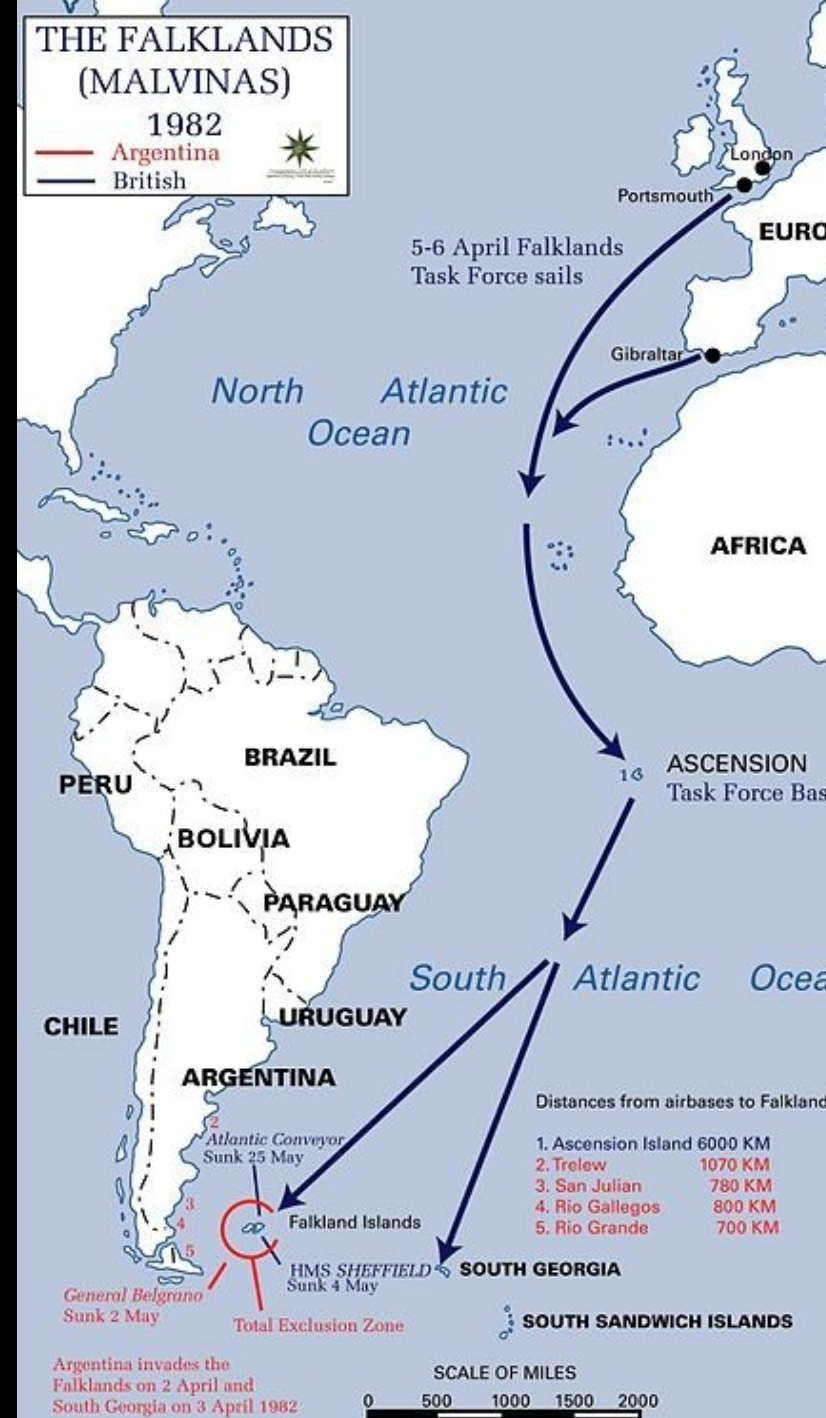 THE FALKLANDS
(MALVINAS)
1982
Argentina
British
London
Portsmouth
EURO
5-6 April Falklands
Task Force sails
Gibraltar
North Atlantic
Ocean
AFRICA
BRAZIL
PERU
1
ASCENSION
Task Force Bas
BOLIVIA
PARAGUAY
South Atlantic Ocea
CHILE
URUGUAY
ARGENTINA
Distances from airbases to Falkland
1. Ascension Island 6000 KM
2. Trelew 1070 KM
3. San Julian 780 KM
4. Rio Gallegos 800 KM
5. Rio Grande 700 KM
2
Atlantic Conveyor
Sunk 25 May
3
4
5
Falkland Islands
HMS SHEFFIELD
Sunk 4 May
SOUTH GEORGIA
General Belgrano
Sunk 2 May
Total Exclusion Zone
SOUTH SANDWICH ISLANDS
Argentina invades the
Falklands on 2 April and
South Georgia on 3 April 1982
SCALE OF MILES
0 500 1000 1500 2000